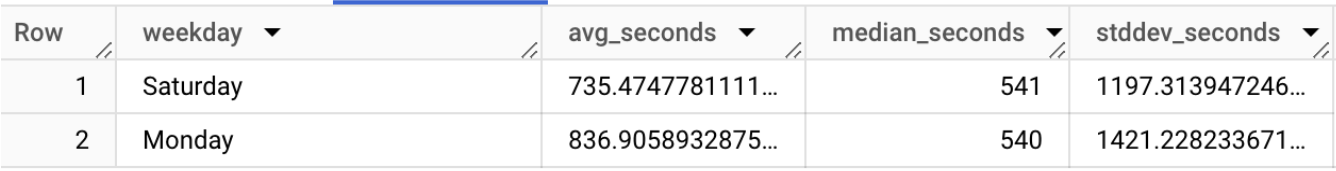 Row weekday avg_seconds median_seconds stddev_seconds
1 Saturday 735.4747781111... 541 1197.313947246...
2 Monday 836.9058932875... 540 1421.228233671...